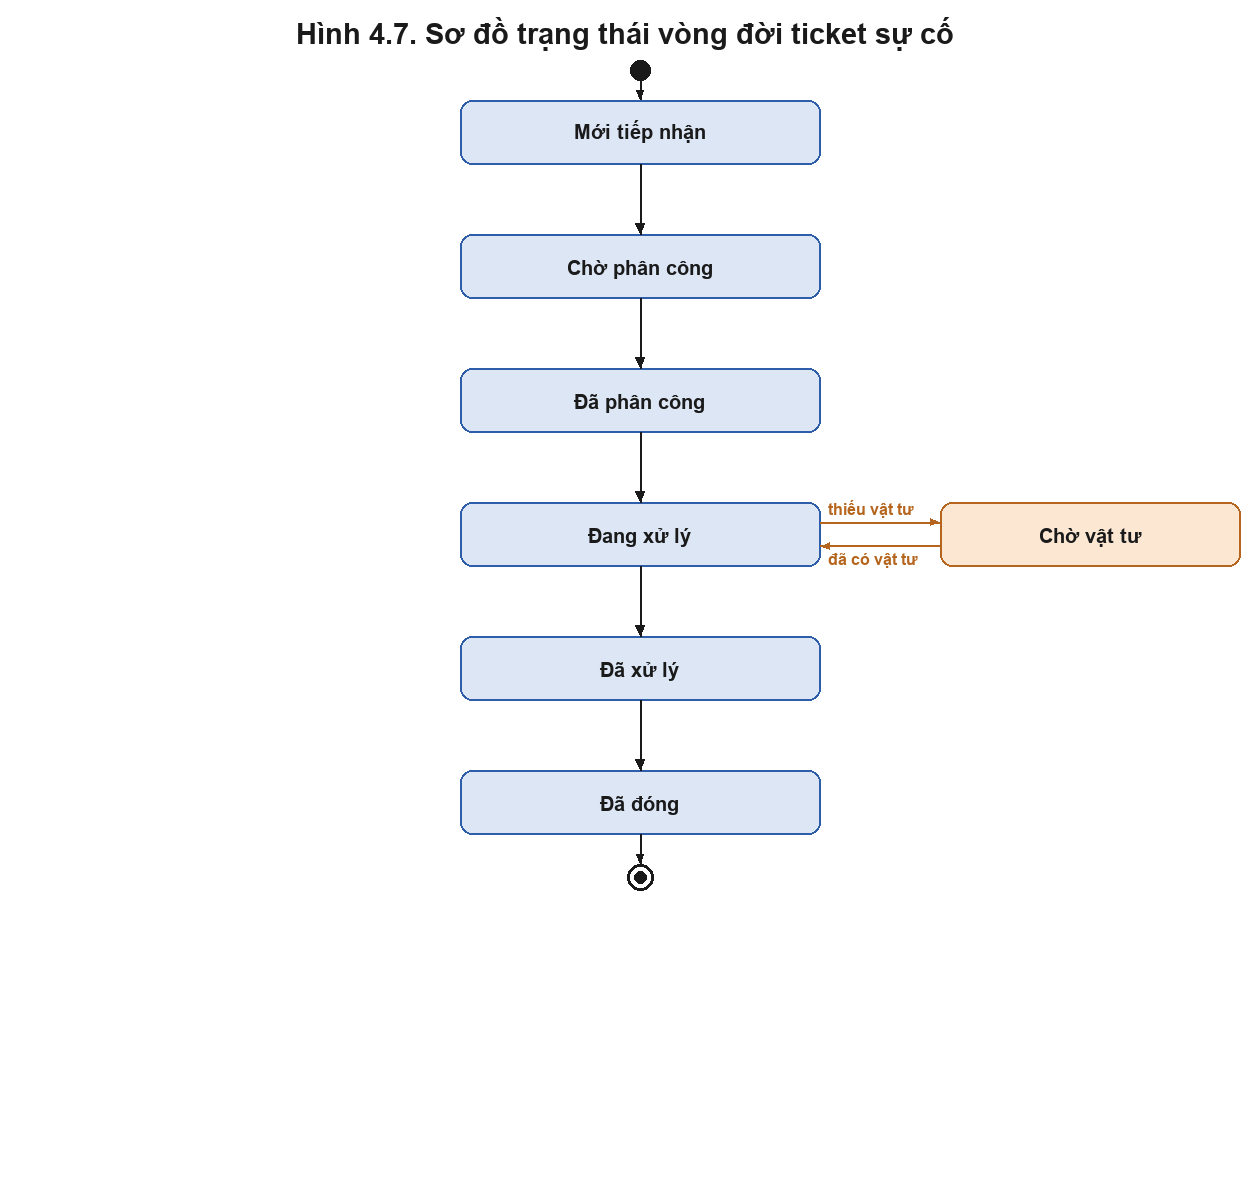 Hình 4.7. Sơ đồ trạng thái vòng đời ticket sự cố
Mới tiếp nhận
Chờ phân công
Đã phân công
Đang xử lý
thiếu vật tư
đã có vật tư
Chờ vật tư
Đã xử lý
Đã đóng